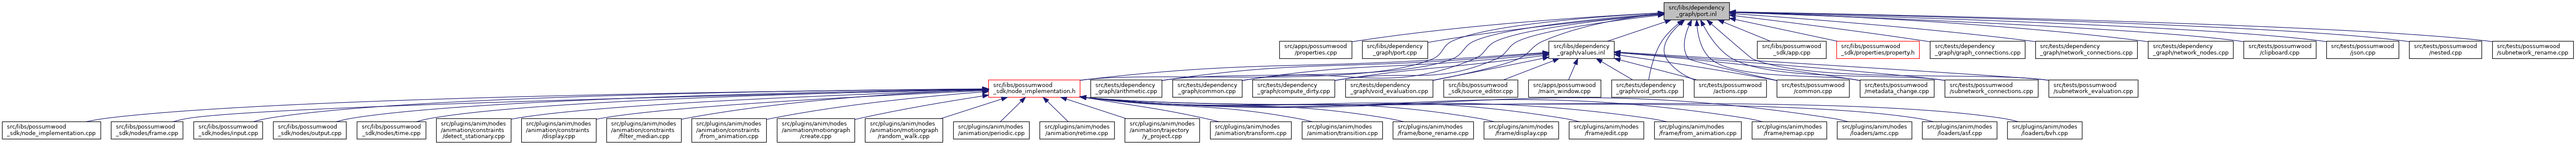 src/libs/dependency
_graph/port.inl
src/apps/possumwood
/properties.cpp
src/libs/dependency
_graph/port.cpp
src/libs/dependency
_graph/values.inl
src/libs/possumwood
_sdk/app.cpp
src/libs/possumwood
_sdk/properties/property.h
src/tests/dependency
_graph/graph_connections.cpp
src/tests/dependency
_graph/network_connections.cpp
src/tests/dependency
_graph/network_nodes.cpp
src/tests/possumwood
/clipboard.cpp
src/tests/possumwood
/json.cpp
src/tests/possumwood
/nested.cpp
src/tests/possumwood
/subnetwork_rename.cpp
src/libs/possumwood
_sdk/node_implementation.h
src/tests/dependency
_graph/arithmetic.cpp
src/tests/dependency
_graph/common.cpp
src/tests/dependency
_graph/compute_dirty.cpp
src/tests/dependency
_graph/void_evaluation.cpp
src/libs/possumwood
_sdk/source_editor.cpp
src/apps/possumwood
/main_window.cpp
src/tests/dependency
_graph/void_ports.cpp
src/tests/possumwood
/actions.cpp
src/tests/possumwood
/common.cpp
src/tests/possumwood
/metadata_change.cpp
src/tests/possumwood
/subnetwork_connections.cpp
src/tests/possumwood
/subnetwork_evaluation.cpp
src/libs/possumwood
_sdk/node_implementation.cpp
src/libs/possumwood
_sdk/nodes/frame.cpp
src/libs/possumwood
_sdk/nodes/input.cpp
src/libs/possumwood
_sdk/nodes/output.cpp
src/libs/possumwood
_sdk/nodes/time.cpp
src/plugins/anim/nodes
/animation/constraints
/detect_stationary.cpp
src/plugins/anim/nodes
/animation/constraints
/display.cpp
src/plugins/anim/nodes
/animation/constraints
/filter_median.cpp
src/plugins/anim/nodes
/animation/constraints
/from_animation.cpp
src/plugins/anim/nodes
/animation/motiongraph
/create.cpp
src/plugins/anim/nodes
/animation/motiongraph
/random_walk.cpp
src/plugins/anim/nodes
/animation/periodic.cpp
src/plugins/anim/nodes
/animation/retime.cpp
src/plugins/anim/nodes
/animation/trajectory
/y_project.cpp
src/plugins/anim/nodes
/animation/transform.cpp
src/plugins/anim/nodes
/animation/transition.cpp
src/plugins/anim/nodes
/frame/bone_rename.cpp
src/plugins/anim/nodes
/frame/display.cpp
src/plugins/anim/nodes
/frame/edit.cpp
src/plugins/anim/nodes
/frame/from_animation.cpp
src/plugins/anim/nodes
/frame/remap.cpp
src/plugins/anim/nodes
/loaders/amc.cpp
src/plugins/anim/nodes
/loaders/asf.cpp
src/plugins/anim/nodes
/loaders/bvh.cpp